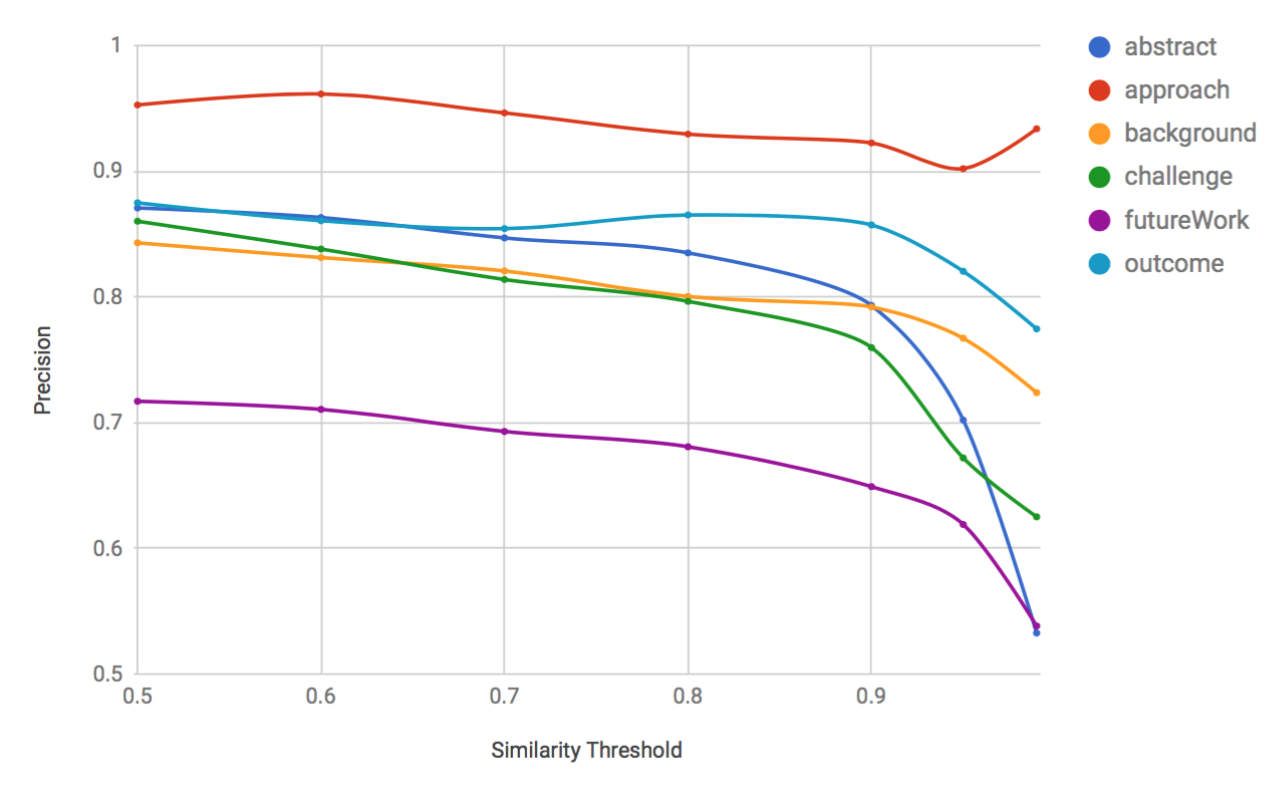 1
0.9
0.8
0.7
0.6
0.5
0.5 0.6 0.7 0.8 0.9
Precision
Similarity Threshold
abstract
approach
background
challenge
futureWork
outcome